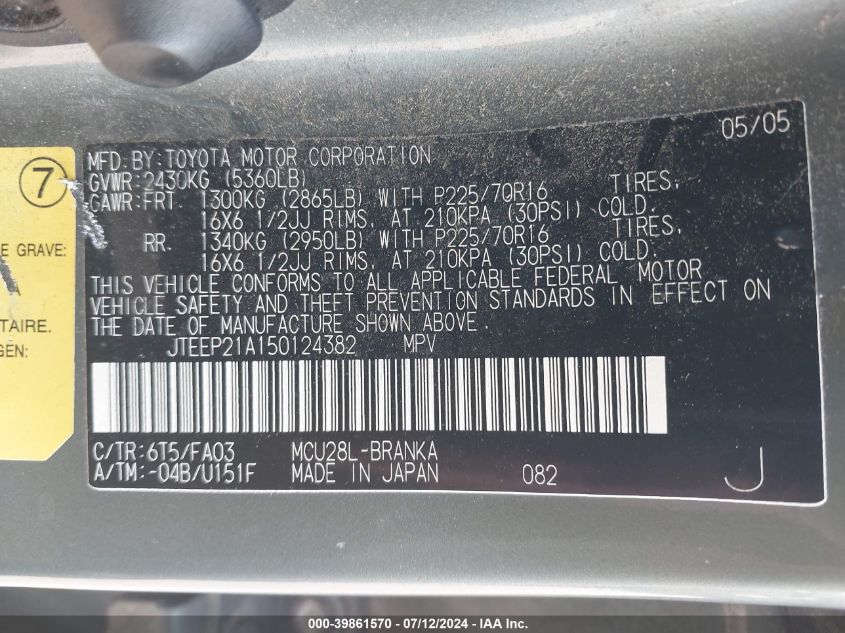 05/05
MFD. BY: TOYOTA MOTOR CORPORATION
GVWR: 2430KG (5360LB)
GAWR: FRT. 1300KG (2865LB) WITH P225/70R16 TIRES,
16X6 1/2JJ RIMS, AT 210KPA (30PSI) COLD.
RR. 1340KG (2950LB) WITH P225/70R16 TIRES,
16X6 1/2JJ RIMS, AT 210KPA (30PSI) COLD.
THIS VEHICLE CONFORMS TO ALL APPLICABLE FEDERAL MOTOR
VEHICLE SAFETY AND THEFT PREVENTION STANDARDS IN EFFECT ON
THE DATE OF MANUFACTURE SHOWN ABOVE.
JTEEP21A150124382 MPV
C/TR: 6T5/FA03 MCU28L-BRANKA
A/TM: -04B/U151F MADE IN JAPAN 082 J
7
E GRAVE:
TAIRE.
GEN:
000-39861570 - 07/12/2024 - IAA Inc.